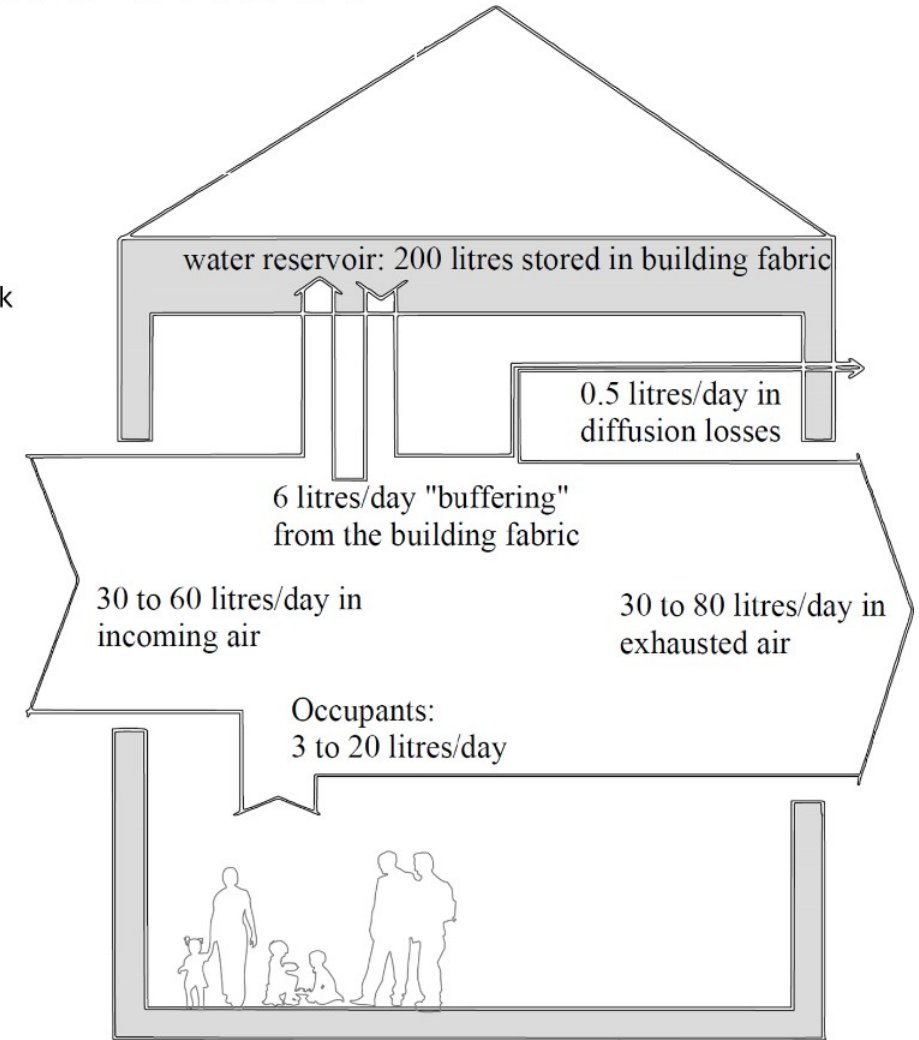 water reservoir: 200 litres stored in building fabric
k
0.5 litres/day in
diffusion losses
6 litres/day "buffering"
from the building fabric
30 to 60 litres/day in
incoming air
30 to 80 litres/day in
exhausted air
Occupants:
3 to 20 litres/day